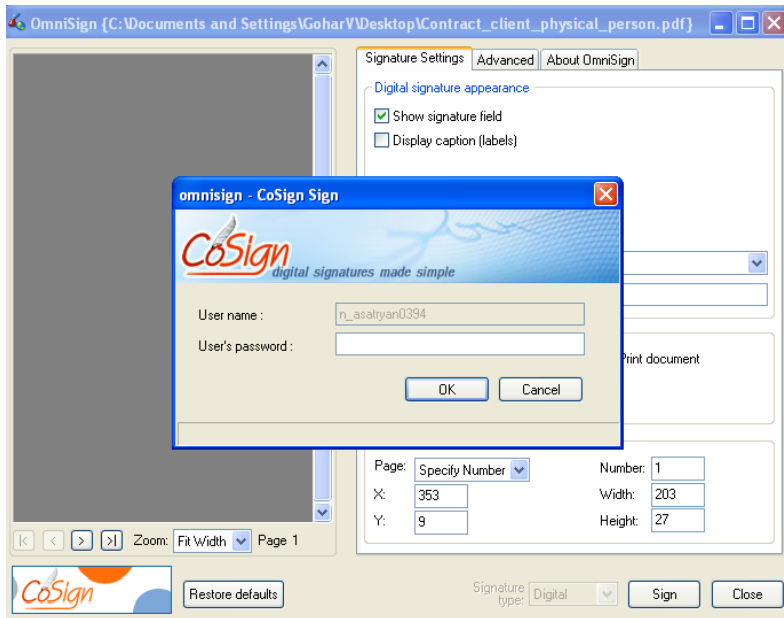 OmniSign {C:\Documents and Settings\GoharV\Desktop\Contract_client_physical_person.pdf}
Signature Settings Advanced About OmniSign
Digital signature appearance
Show signature field
Display caption (labels)
omnisign - CoSign Sign
CoSign
digital signatures made simple
User name :
n_asatryan0394
User's password :
OK Cancel
Print document
Page: Specify Number Number: 1
X: 353 Width: 203
Y: 9 Height: 27
Zoom: Fit Width Page 1
CoSign
Restore defaults
Signature type: Digital
Sign Close